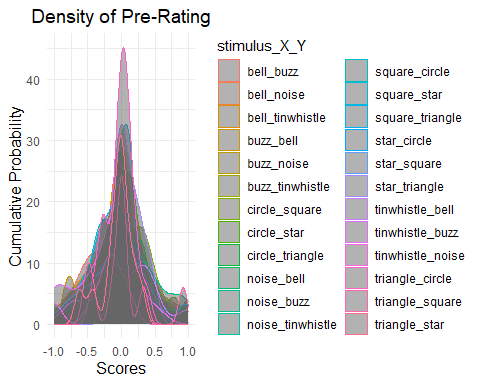 Density of Pre-Rating
Cumulative Probability
40
30
20
10
0
-1.0 -0.5 0.0 0.5 1.0
Scores
stimulus_X_Y
bell_buzz
bell_noise
bell_tinwhistle
buzz_bell
buzz_noise
buzz_tinwhistle
circle_square
circle_star
circle_triangle
noise_bell
noise_buzz
noise_tinwhistle
square_circle
square_star
square_triangle
star_circle
star_square
star_triangle
tinwhistle_bell
tinwhistle_buzz
tinwhistle_noise
triangle_circle
triangle_square
triangle_star